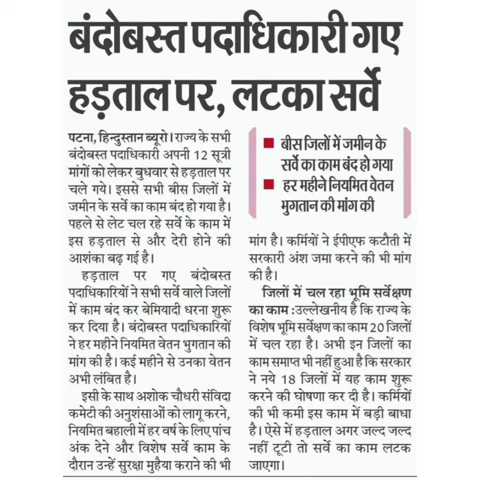 बंदोबस्त पदाधिकारी गए
हड़ताल पर, लटका सर्वे
पटना, हिन्दुस्तान ब्यूरो। राज्य के सभी
बंदोबस्त पदाधिकारी अपनी 12 सूत्री
मांगों को लेकर बुधवार से हड़ताल पर
चले गये। इससे सभी बीस जिलों में
जमीन के सर्वे का काम बंद हो गया है।
पहले से लेट चल रहे सर्वे के काम में
इस हड़ताल से और देरी होने की
आशंका बढ़ गई है।
हड़ताल पर गए बंदोबस्त
पदाधिकारियों ने सभी सर्वे वाले जिलों
में काम बंद कर बेमियादी धरना शुरू
कर दिया है। बंदोबस्त पदाधिकारियों
ने हर महीने नियमित वेतन भुगतान की
मांग की है। कई महीने से उनका वेतन
अभी लंबित है।
इसी के साथ अशोक चौधरी संविदा
कमेटी की अनुशंसाओं को लागू करने,
नियमित बहाली में हर वर्ष के लिए पांच
अंक देने और विशेष सर्वे काम के
दौरान उन्हें सुरक्षा मुहैया कराने की भी
बीस जिलों में जमीन के
सर्वे का काम बंद हो गया
हर महीने नियमित वेतन
भुगतान की मांग की
मांग है। कर्मियों ने ईपीएफ कटौती में
सरकारी अंश जमा करने की भी मांग
की है।
जिलों में चल रहा भूमि सर्वेक्षण
का काम : उल्लेखनीय है कि राज्य के
विशेष भूमि सर्वेक्षण का काम 20 जिलों
में चल रहा है। अभी इन जिलों का
काम समाप्त भी नहीं हुआ है कि सरकार
ने नये 18 जिलों में यह काम शुरू
करने की घोषणा कर दी है। कर्मियों
की भी कमी इस काम में बड़ी बाधा
है। ऐसे में हड़ताल अगर जल्द जल्द
नहीं टूटी तो सर्वे का काम लटक
जाएगा।